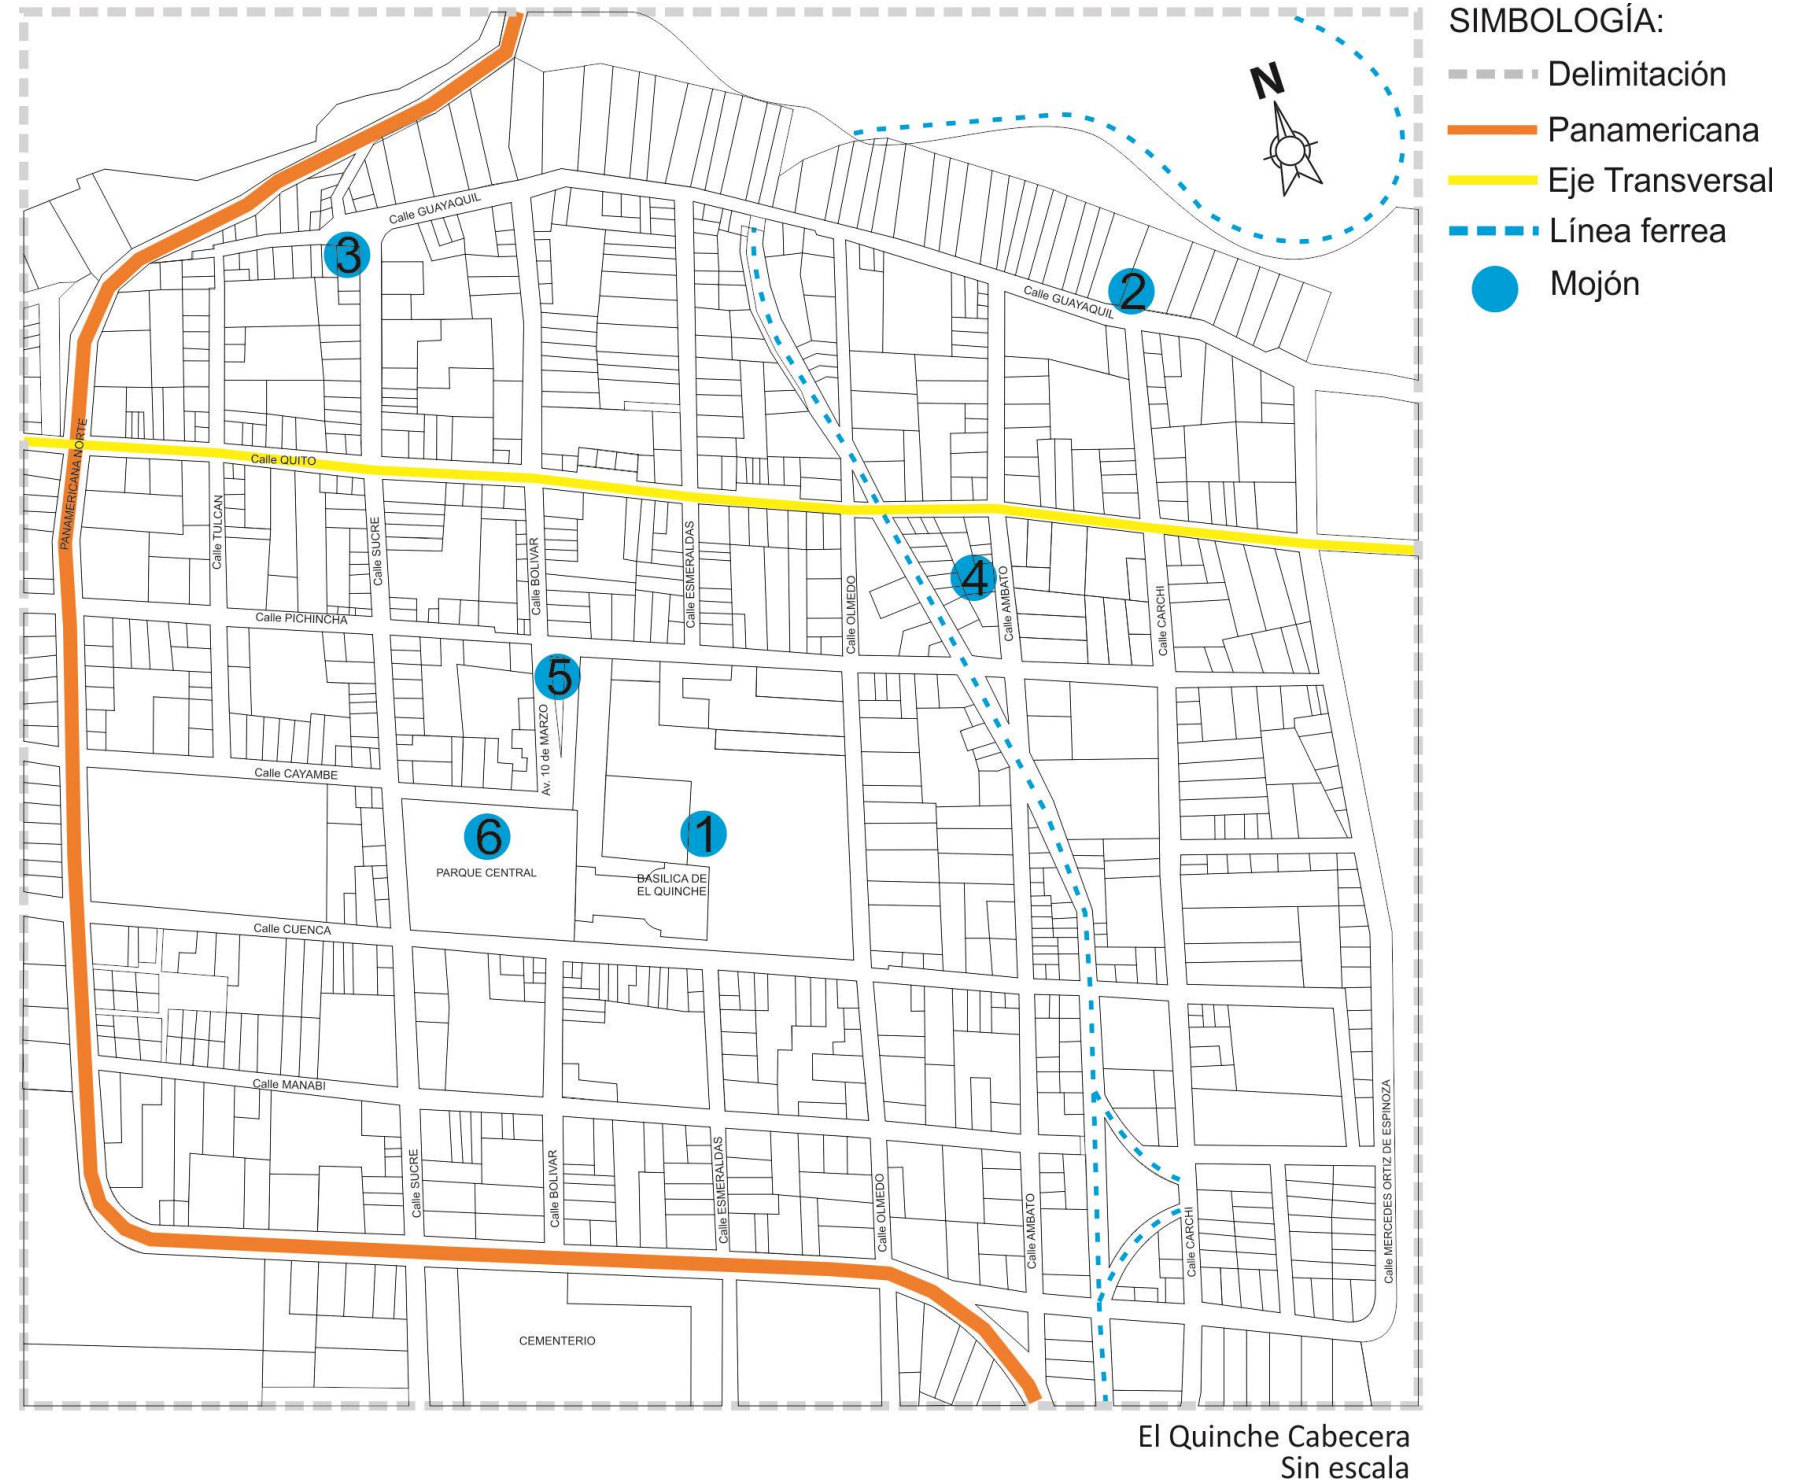 SIMBOLOGÍA:
Delimitación
Panamericana
Eje Transversal
Línea ferrea
Mojón
N
Calle GUAYAQUIL
3
2
Calle GUAYAQUIL
PANAMERICANA NORTE
Calle QUITO
Calle TULCAN
Calle SUCRE
Calle BOLIVAR
Calle ESMERALDAS
Calle OLMEDO
4
Calle AMBATO
Calle CARCHI
Calle PICHINCHA
5
Av. 10 de MARZO
Calle CAYAMBE
6
PARQUE CENTRAL
1
BASILICA DE
EL QUINCHE
Calle CUENCA
Calle MANABI
Calle SUCRE
Calle BOLIVAR
Calle ESMERALDAS
Calle OLMEDO
Calle AMBATO
Calle CARCHI
Calle MERCEDES ORTIZ DE ESPINOZA
CEMENTERIO
El Quinche Cabecera
Sin escala